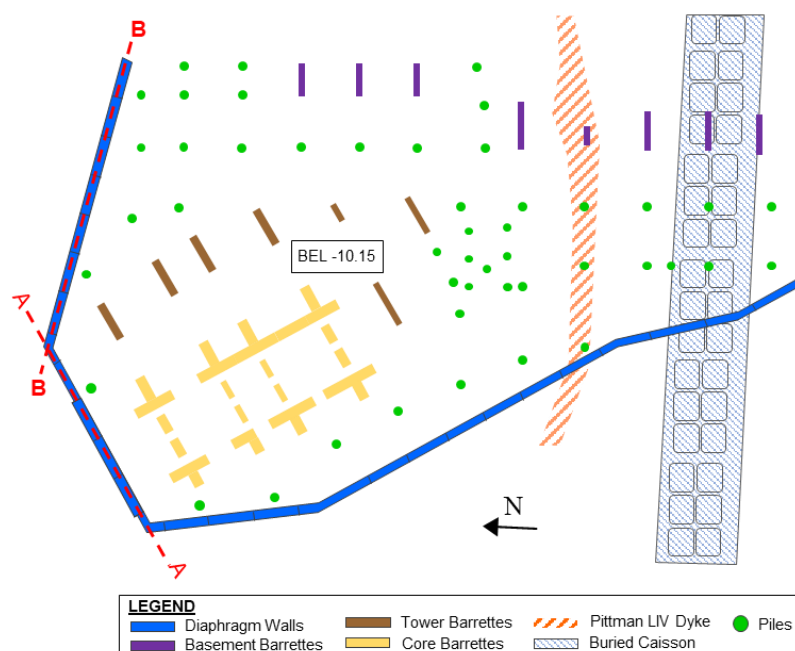 B
BEL -10.15
A
B
N
A
LEGEND
Diaphragm Walls
Tower Barrettes
Pittman LIV Dyke
Piles
Basement Barrettes
Core Barrettes
Buried Caisson